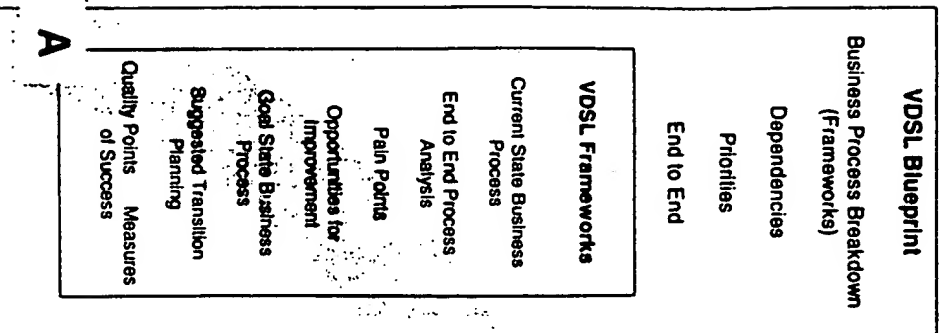 VDSL Blueprint
Business Process Breakdown
(Frameworks)
Dependencies
Priorities
End to End
VDSL Frameworks
Current State Business
Process
End to End Process
Analysis
Pain Points
Opportunities for
Improvement
Goal State Business
Process
Suggested Transition
Planning
Quality Points Measures
of Success
A